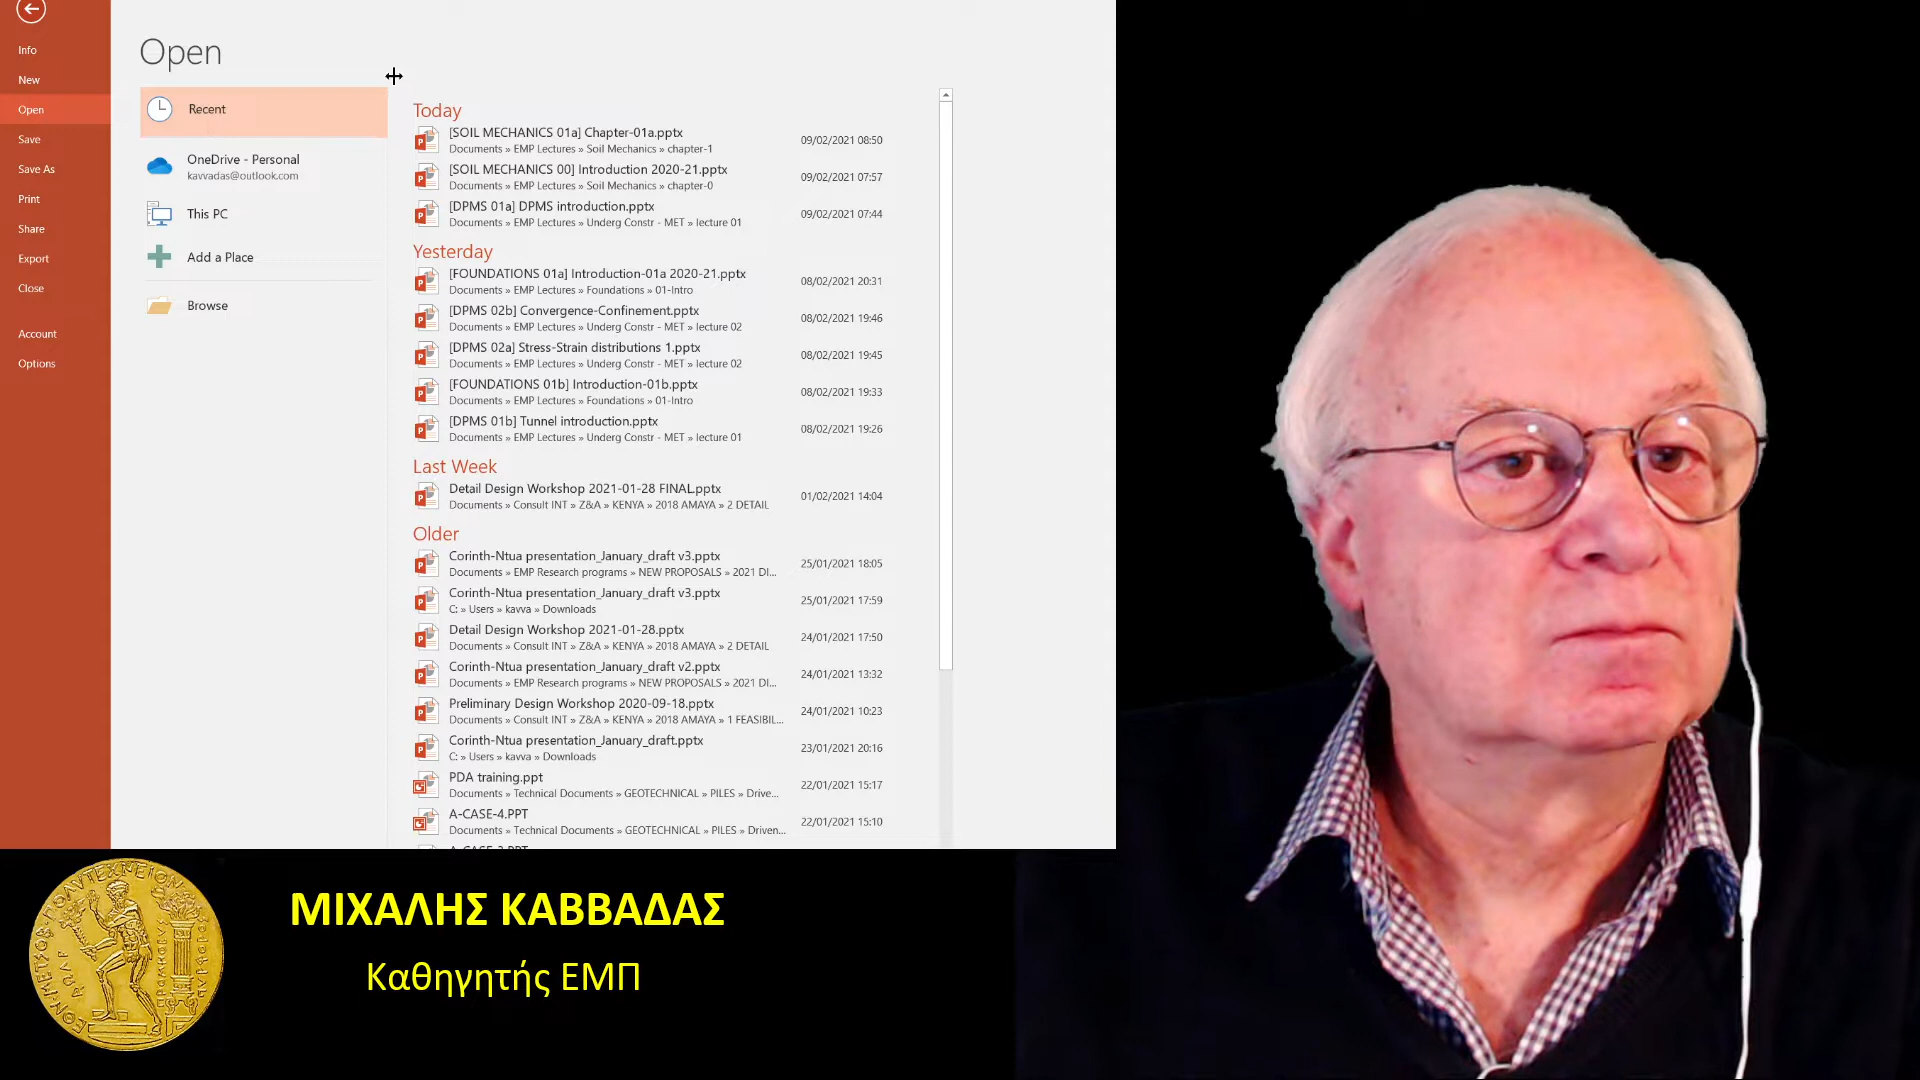 Open
Info
New
Open
Save
Save As
Print
Share
Export
Close
Account
Options
Recent
OneDrive - Personal
kavvadas@outlook.com
This PC
Add a Place
Browse
Today
[SOIL MECHANICS 01a] Chapter-01a.pptx
Documents » EMP Lectures » Soil Mechanics » chapter-1
09/02/2021 08:50
[SOIL MECHANICS 00] Introduction 2020-21.pptx
Documents » EMP Lectures » Soil Mechanics » chapter-0
09/02/2021 07:57
[DPMS 01a] DPMS introduction.pptx
Documents » EMP Lectures » Underg Constr - MET » lecture 01
09/02/2021 07:44
Yesterday
[FOUNDATIONS 01a] Introduction-01a 2020-21.pptx
Documents » EMP Lectures » Foundations » 01-Intro
08/02/2021 20:31
[DPMS 02b] Convergence-Confinement.pptx
Documents » EMP Lectures » Underg Constr - MET » lecture 02
08/02/2021 19:46
[DPMS 02a] Stress-Strain distributions 1.pptx
Documents » EMP Lectures » Underg Constr - MET » lecture 02
08/02/2021 19:45
[FOUNDATIONS 01b] Introduction-01b.pptx
Documents » EMP Lectures » Foundations » 01-Intro
08/02/2021 19:33
[DPMS 01b] Tunnel introduction.pptx
Documents » EMP Lectures » Underg Constr - MET » lecture 01
08/02/2021 19:26
Last Week
Detail Design Workshop 2021-01-28 FINAL.pptx
Documents » Consult INT » Z&A » KENYA » 2018 AMAYA » 2 DETAIL
01/02/2021 14:04
Older
Corinth-Ntua presentation_January_draft v3.pptx
Documents » EMP Research programs » NEW PROPOSALS » 2021 DI...
25/01/2021 18:05
Corinth-Ntua presentation_January_draft v3.pptx
C: » Users » kavva » Downloads
25/01/2021 17:59
Detail Design Workshop 2021-01-28.pptx
Documents » Consult INT » Z&A » KENYA » 2018 AMAYA » 2 DETAIL
24/01/2021 17:50
Corinth-Ntua presentation_January_draft v2.pptx
Documents » EMP Research programs » NEW PROPOSALS » 2021 DI...
24/01/2021 13:32
Preliminary Design Workshop 2020-09-18.pptx
Documents » Consult INT » Z&A » KENYA » 2018 AMAYA » 1 FEASIBIL...
24/01/2021 10:23
Corinth-Ntua presentation_January_draft.pptx
C: » Users » kavva » Downloads
23/01/2021 20:16
PDA training.ppt
Documents » Technical Documents » GEOTECHNICAL » PILES » Drive...
22/01/2021 15:17
A-CASE-4.PPT
Documents » Technical Documents » GEOTECHNICAL » PILES » Driven...
22/01/2021 15:10
ΜΙΧΑΛΗΣ ΚΑΒΒΑΔΑΣ
Καθηγητής ΕΜΠ